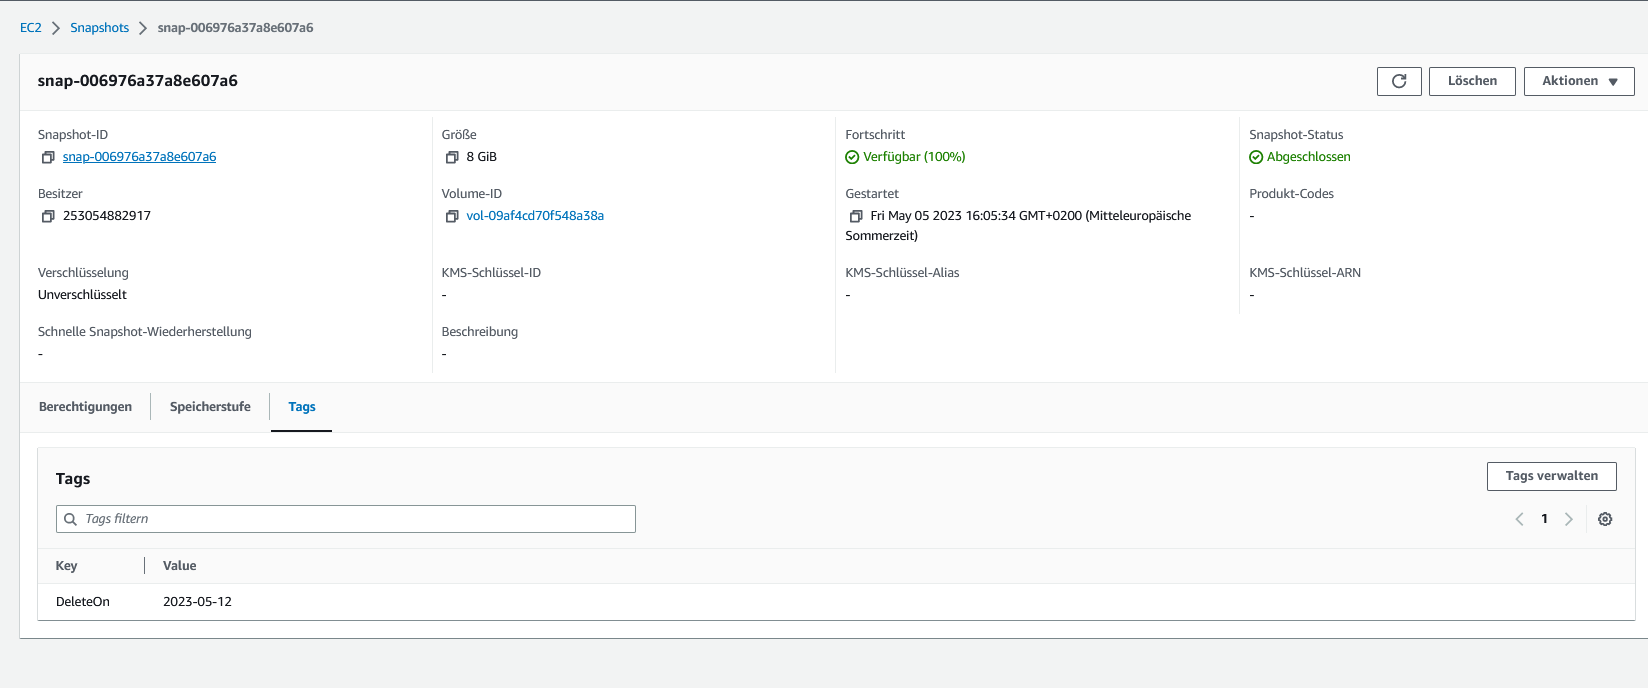 EC2 Snapshots snap-006976a37a8e607a6
snap-006976a37a8e607a6
Löschen
Aktionen
Snapshot-ID
snap-006976a37a8e607a6
Größe
8 GiB
Fortschritt
Verfügbar (100%)
Snapshot-Status
Abgeschlossen
Besitzer
253054882917
Volume-ID
vol-09af4cd70f548a38a
Gestartet
Fri May 05 2023 16:05:34 GMT+0200 (Mitteleuropäische
Sommerzeit)
Produkt-Codes
-
Verschlüsselung
Unverschlüsselt
KMS-Schlüssel-ID
-
KMS-Schlüssel-Alias
-
KMS-Schlüssel-ARN
-
Schnelle Snapshot-Wiederherstellung
-
Beschreibung
-
Berechtigungen Speicherstufe Tags
Tags
Tags verwalten
Tags filtern
1
Key Value
DeleteOn 2023-05-12